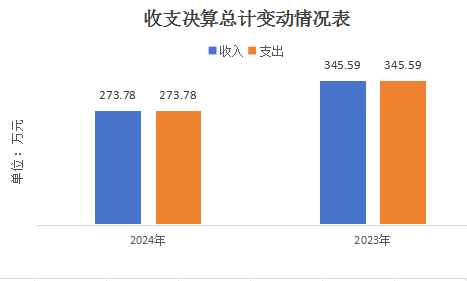 收支决算总计变动情况表
收入 支出
345.59 345.59
273.78 273.78
单位：万元
2024年 2023年